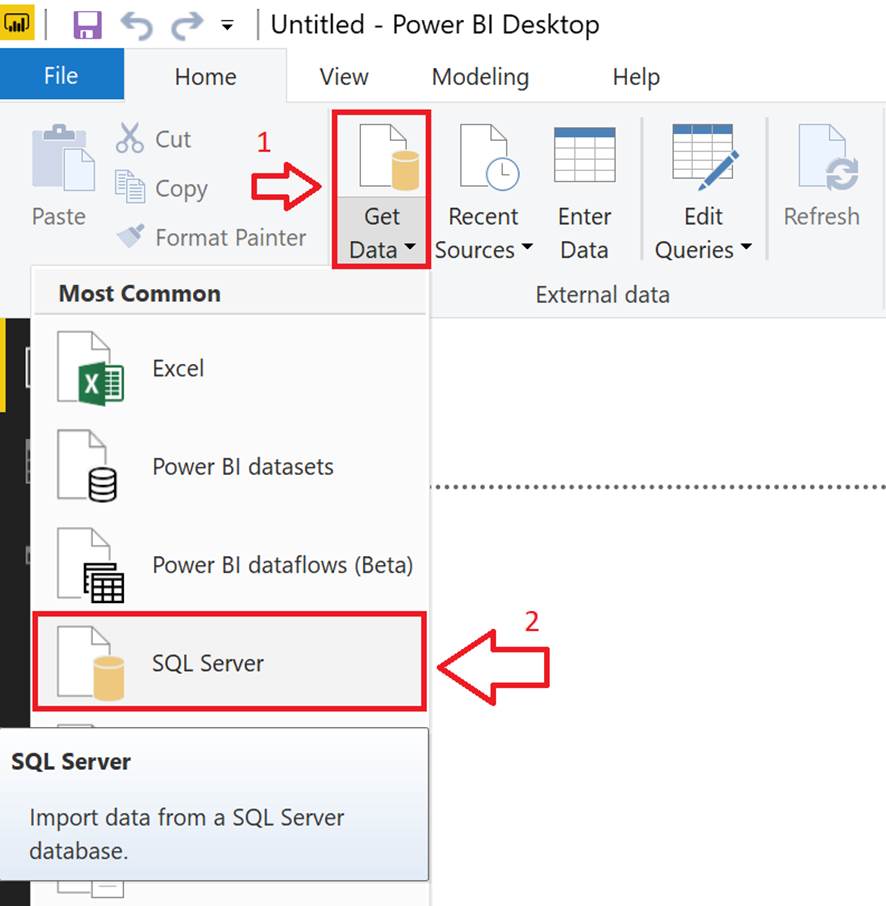 Untitled - Power BI Desktop
File Home View Modeling Help
Cut
1
Copy
Paste
Format Painter
Get
Data
Recent
Sources
Enter
Data
Edit
Queries
Refresh
External data
Most Common
Excel
Power BI datasets
Power BI dataflows (Beta)
2
SQL Server
SQL Server
Import data from a SQL Server
database.